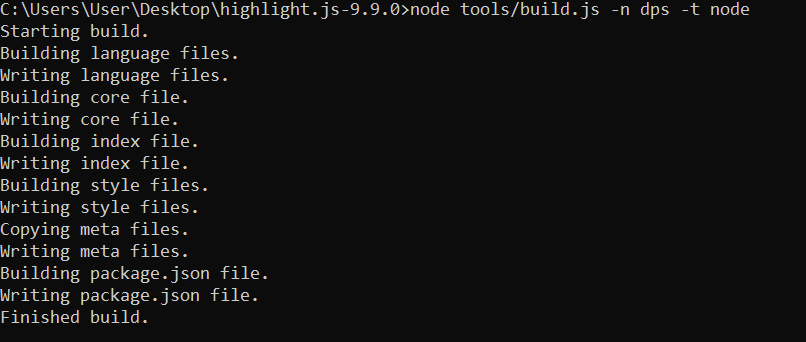 C:\Users\User\Desktop\highlight.js-9.9.0>node tools/build.js -n dps -t node
Starting build.
Building language files.
Writing language files.
Building core file.
Writing core file.
Building index file.
Writing index file.
Building style files.
Writing style files.
Copying meta files.
Writing meta files.
Building package.json file.
Writing package.json file.
Finished build.